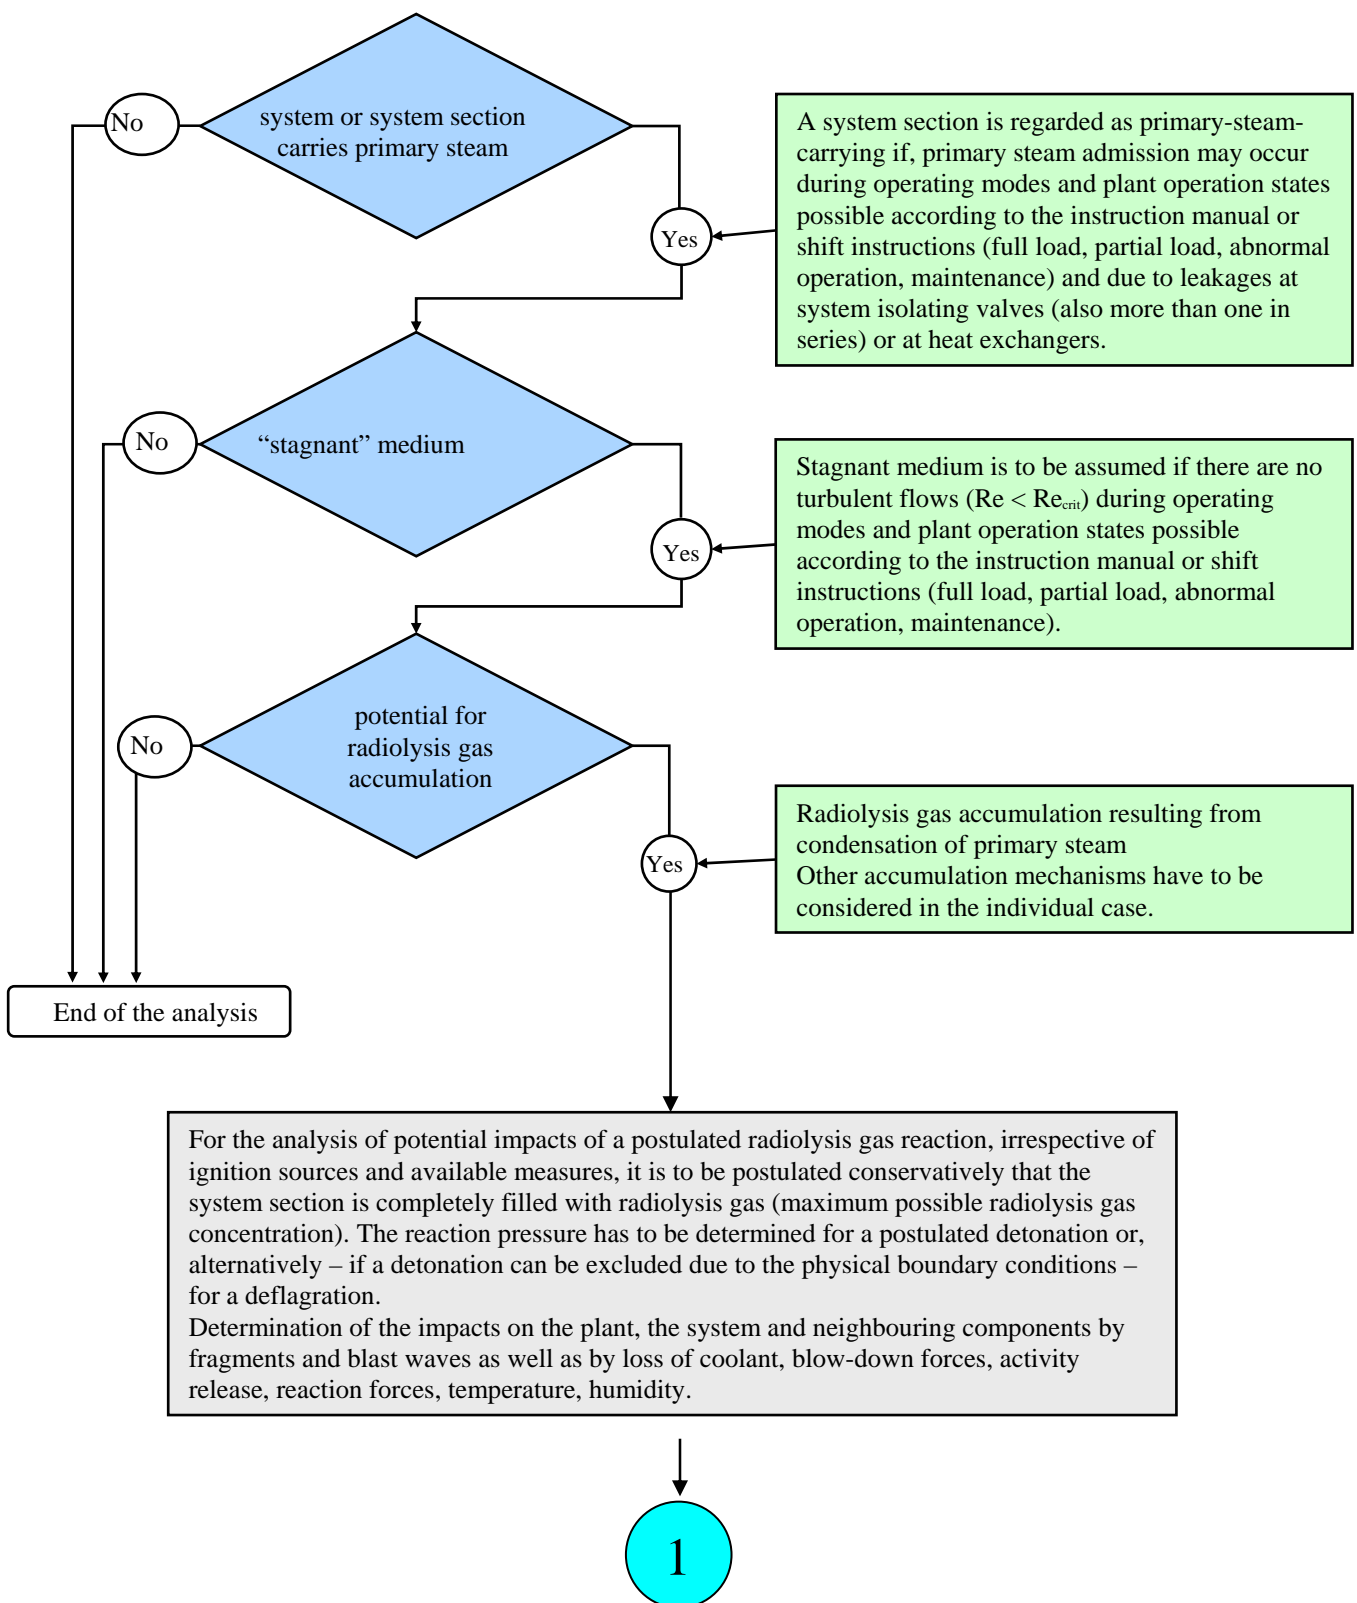 system or system section
carries primary steam
No
Yes
A system section is regarded as primary-steam-
carrying if, primary steam admission may occur
during operating modes and plant operation states
possible according to the instruction manual or
shift instructions (full load, partial load, abnormal
operation, maintenance) and due to leakages at
system isolating valves (also more than one in
series) or at heat exchangers.
“stagnant” medium
No
Yes
Stagnant medium is to be assumed if there are no
turbulent flows (Re < Recrit) during operating
modes and plant operation states possible
according to the instruction manual or shift
instructions (full load, partial load, abnormal
operation, maintenance).
potential for
radiolysis gas
accumulation
No
Yes
Radiolysis gas accumulation resulting from
condensation of primary steam
Other accumulation mechanisms have to be
considered in the individual case.
End of the analysis
For the analysis of potential impacts of a postulated radiolysis gas reaction, irrespective of
ignition sources and available measures, it is to be postulated conservatively that the
system section is completely filled with radiolysis gas (maximum possible radiolysis gas
concentration). The reaction pressure has to be determined for a postulated detonation or,
alternatively – if a detonation can be excluded due to the physical boundary conditions –
for a deflagration.
Determination of the impacts on the plant, the system and neighbouring components by
fragments and blast waves as well as by loss of coolant, blow-down forces, activity
release, reaction forces, temperature, humidity.
1